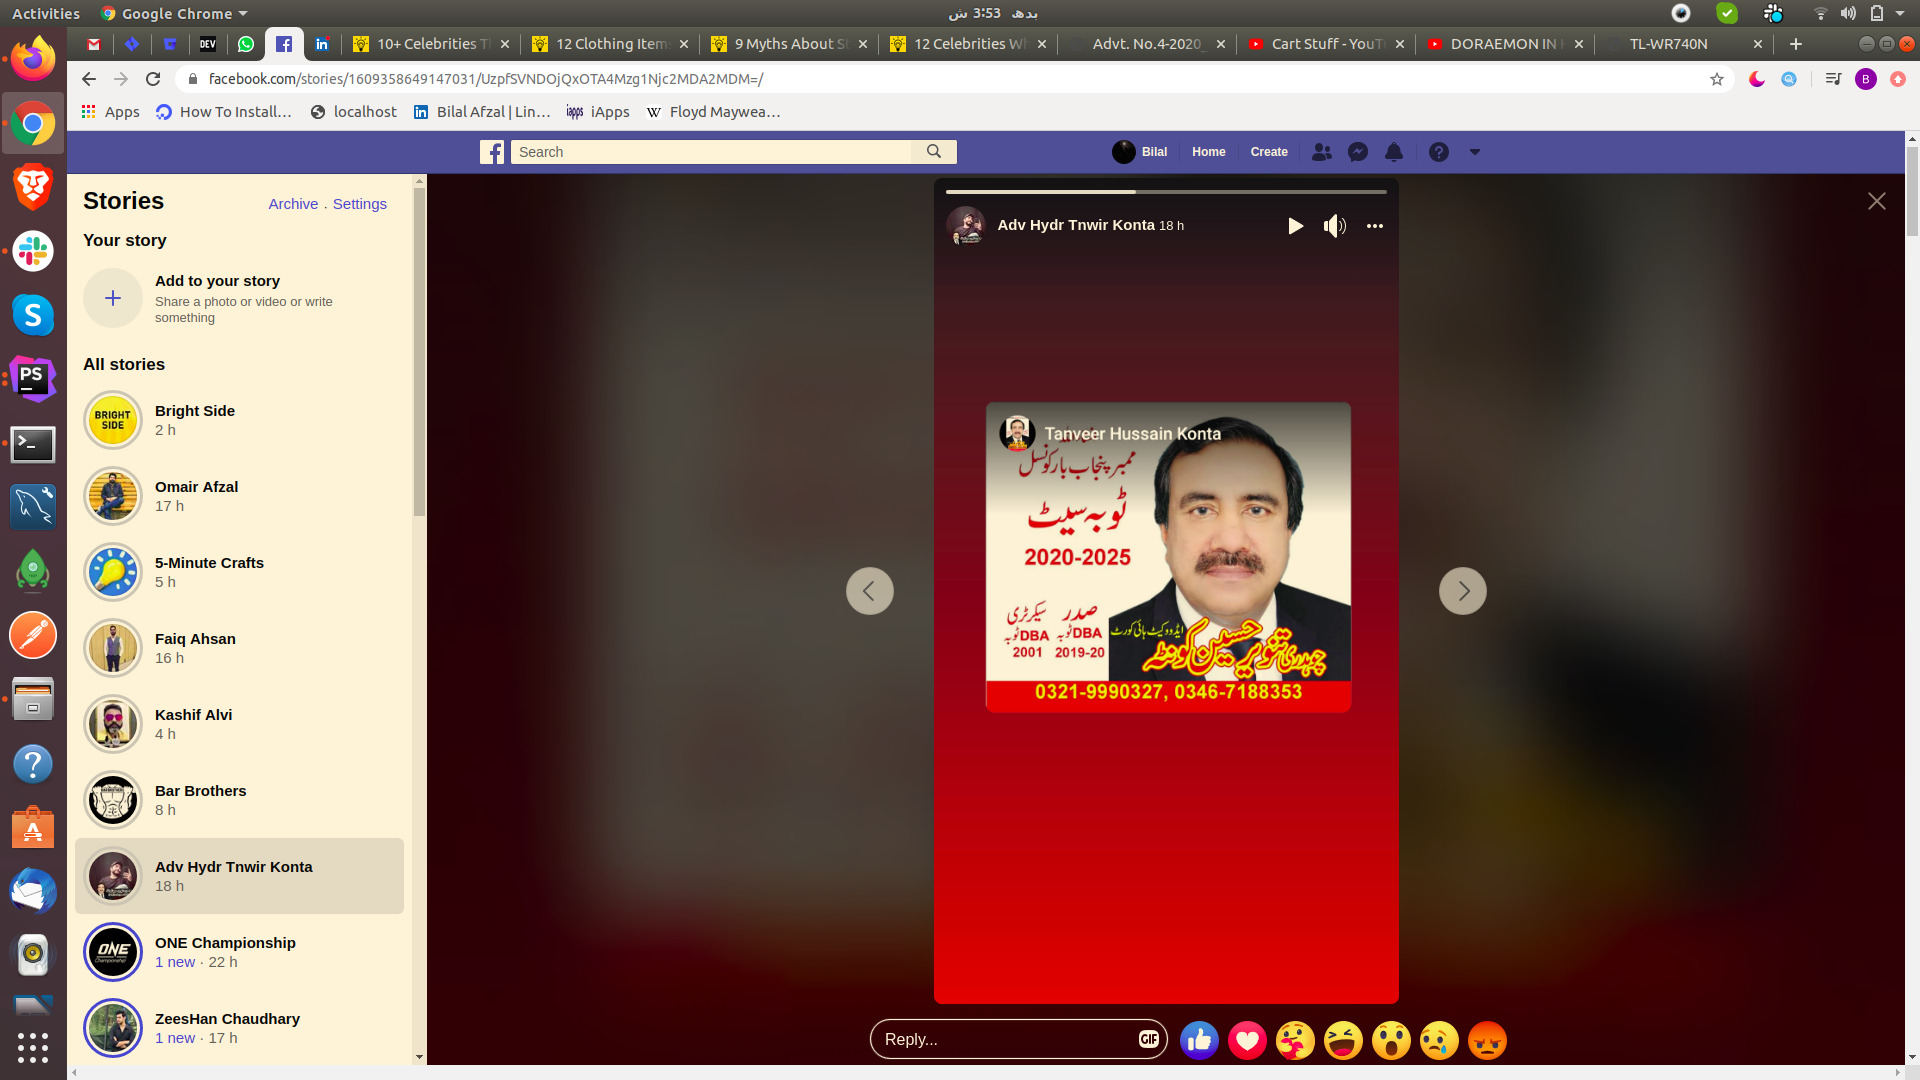 Activities
Google Chrome
بدھ 3:53 ش
10+ Celebrities T
12 Clothing Item
9 Myths About S
12 Celebrities Wh
Advt. No.4-2020_
Cart Stuff - YouT
DORAEMON IN H
TL-WR740N
facebook.com/stories/1609358649147031/UzpfSVNDOjQxOTA4Mzg1Njc2MDA2MDM=/
B
Apps
How To Install...
localhost
Bilal Afzal | Lin...
iApps
Floyd Maywea...
Search
Bilal
Home
Create
Stories
Archive . Settings
Your story
Add to your story
Share a photo or video or write
something
All stories
BRIGHT
SIDE
Bright Side
2 h
Omair Afzal
17 h
5-Minute Crafts
5 h
Faiq Ahsan
16 h
Kashif Alvi
4 h
Bar Brothers
8 h
Adv Hydr Tnwir Konta
18 h
ONE Championship
1 new · 22 h
ZeesHan Chaudhary
1 new · 17 h
Adv Hydr Tnwir Konta 18 h
Tanveer Hussain Konta
ممبر پنجاب بار کونسل
ٹوبہ سیٹ
2020-2025
صدر
DBA ٹوبہ
2019-20
سیکرٹری
DBA ٹوبہ
2001
ایڈووکیٹ ہائی کورٹ
چوہدری تنویر حسین کونٹہ
0321-9990327, 0346-7188353
Reply...
GIF